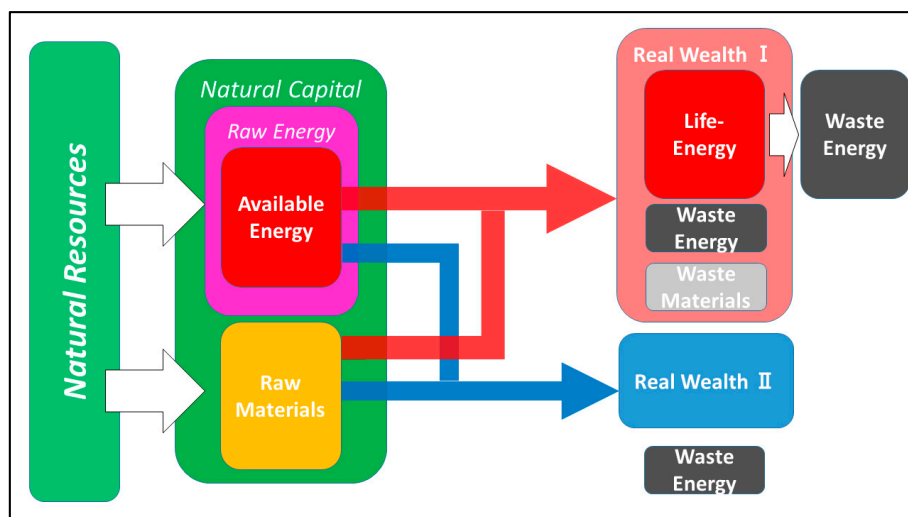 Natural Resources
Natural Capital
Raw Energy
Available
Energy
Raw
Materials
Real Wealth Ⅰ
Life-
Energy
Waste
Energy
Waste
Materials
Waste
Energy
Real Wealth Ⅱ
Waste
Energy